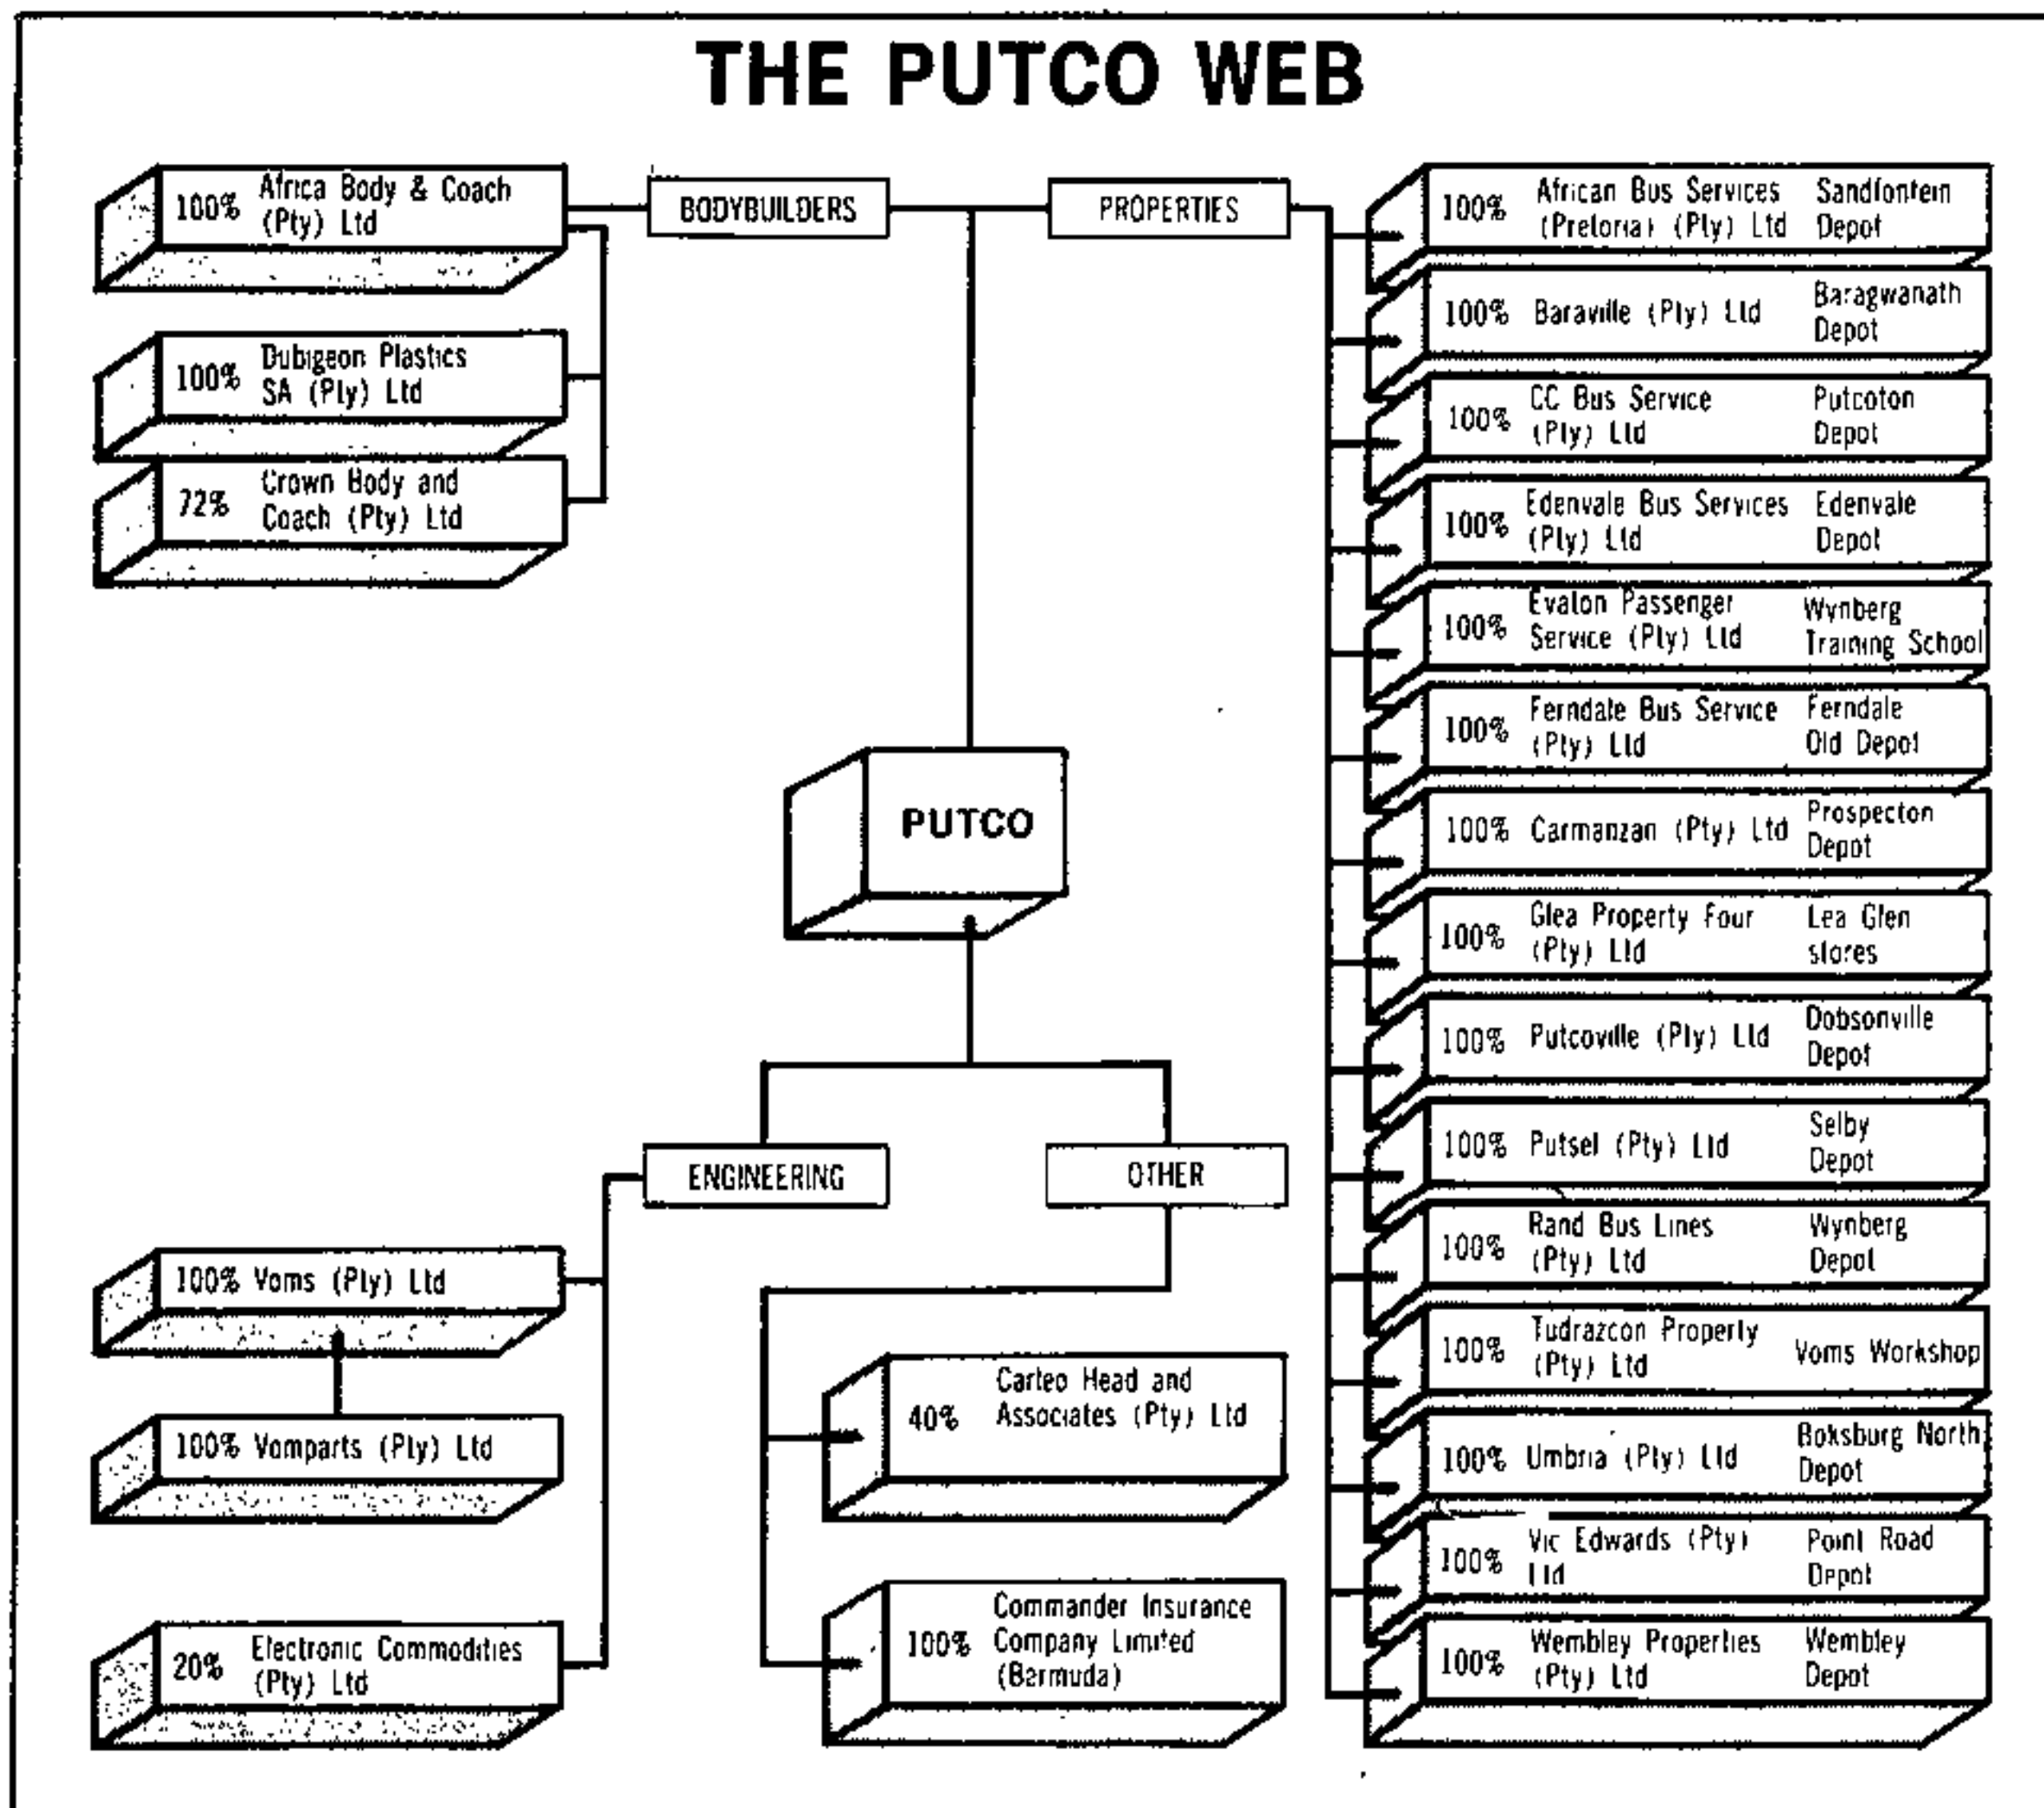 THE PUTCO WEB
BODYBUILDERS
100% Africa Body & Coach
(Pty) Ltd
100% Dubigeon Plastics
SA (Pty) Ltd
72% Crown Body and
Coach (Pty) Ltd
PROPERTIES
100% African Bus Services
(Pretoria) (Pty) Ltd
Sandfontein
Depot
100% Baraville (Pty) Ltd
Baragwanath
Depot
100% CC Bus Service
(Pty) Ltd
Putcoton
Depot
100% Edenvale Bus Services
(Pty) Ltd
Edenvale
Depot
100% Evaton Passenger
Service (Pty) Ltd
Wynberg
Training School
100% Ferndale Bus Service
(Pty) Ltd
Ferndale
Old Depot
100% Carmanzan (Pty) Ltd
Prospecton
Depot
100% Glea Property Four
(Pty) Ltd
Lea Glen
stores
100% Putcoville (Pty) Ltd
Dobsonville
Depot
100% Putsel (Pty) Ltd
Selby
Depot
100% Rand Bus Lines
(Pty) Ltd
Wynberg
Depot
100% Tudrazcon Property
(Pty) Ltd
Voms Workshop
100% Umbria (Pty) Ltd
Boksburg North
Depot
100% Vic Edwards (Pty)
Ltd
Point Road
Depot
100% Wembley Properties
(Pty) Ltd
Wembley
Depot
PUTCO
ENGINEERING
100% Voms (Pty) Ltd
100% Vomparts (Pty) Ltd
20% Electronic Commodities
(Pty) Ltd
OTHER
40% Carteo Head and
Associates (Pty) Ltd
100% Commander Insurance
Company Limited
(Bermuda)